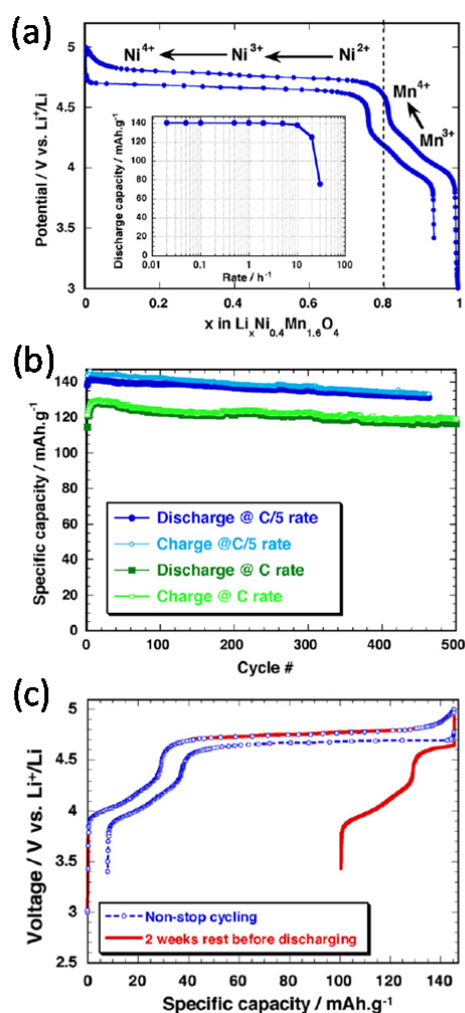 (a)
Ni4+
Ni3+
Ni2+
Mn4+
Mn3+
Potential / V vs. Li+/Li
5
4.5
4
3.5
3
0
0.2
0.4
0.6
0.8
1
x in LixNi0.4Mn1.6O4
Discharge capacity / mAh.g-1
160
140
120
100
80
60
40
20
0
0.01
0.1
1
10
100
Rate / h-1
(b)
Specific capacity / mAh.g-1
140
120
100
80
60
40
20
0
Discharge @ C/5 rate
Charge @C/5 rate
Discharge @ C rate
Charge @ C rate
0
100
200
300
400
500
Cycle #
(c)
Voltage / V vs. Li+/Li
5
4.5
4
3.5
3
2.5
Non-stop cycling
2 weeks rest before discharging
0
20
40
60
80
100
120
140
Specific capacity / mAh.g-1